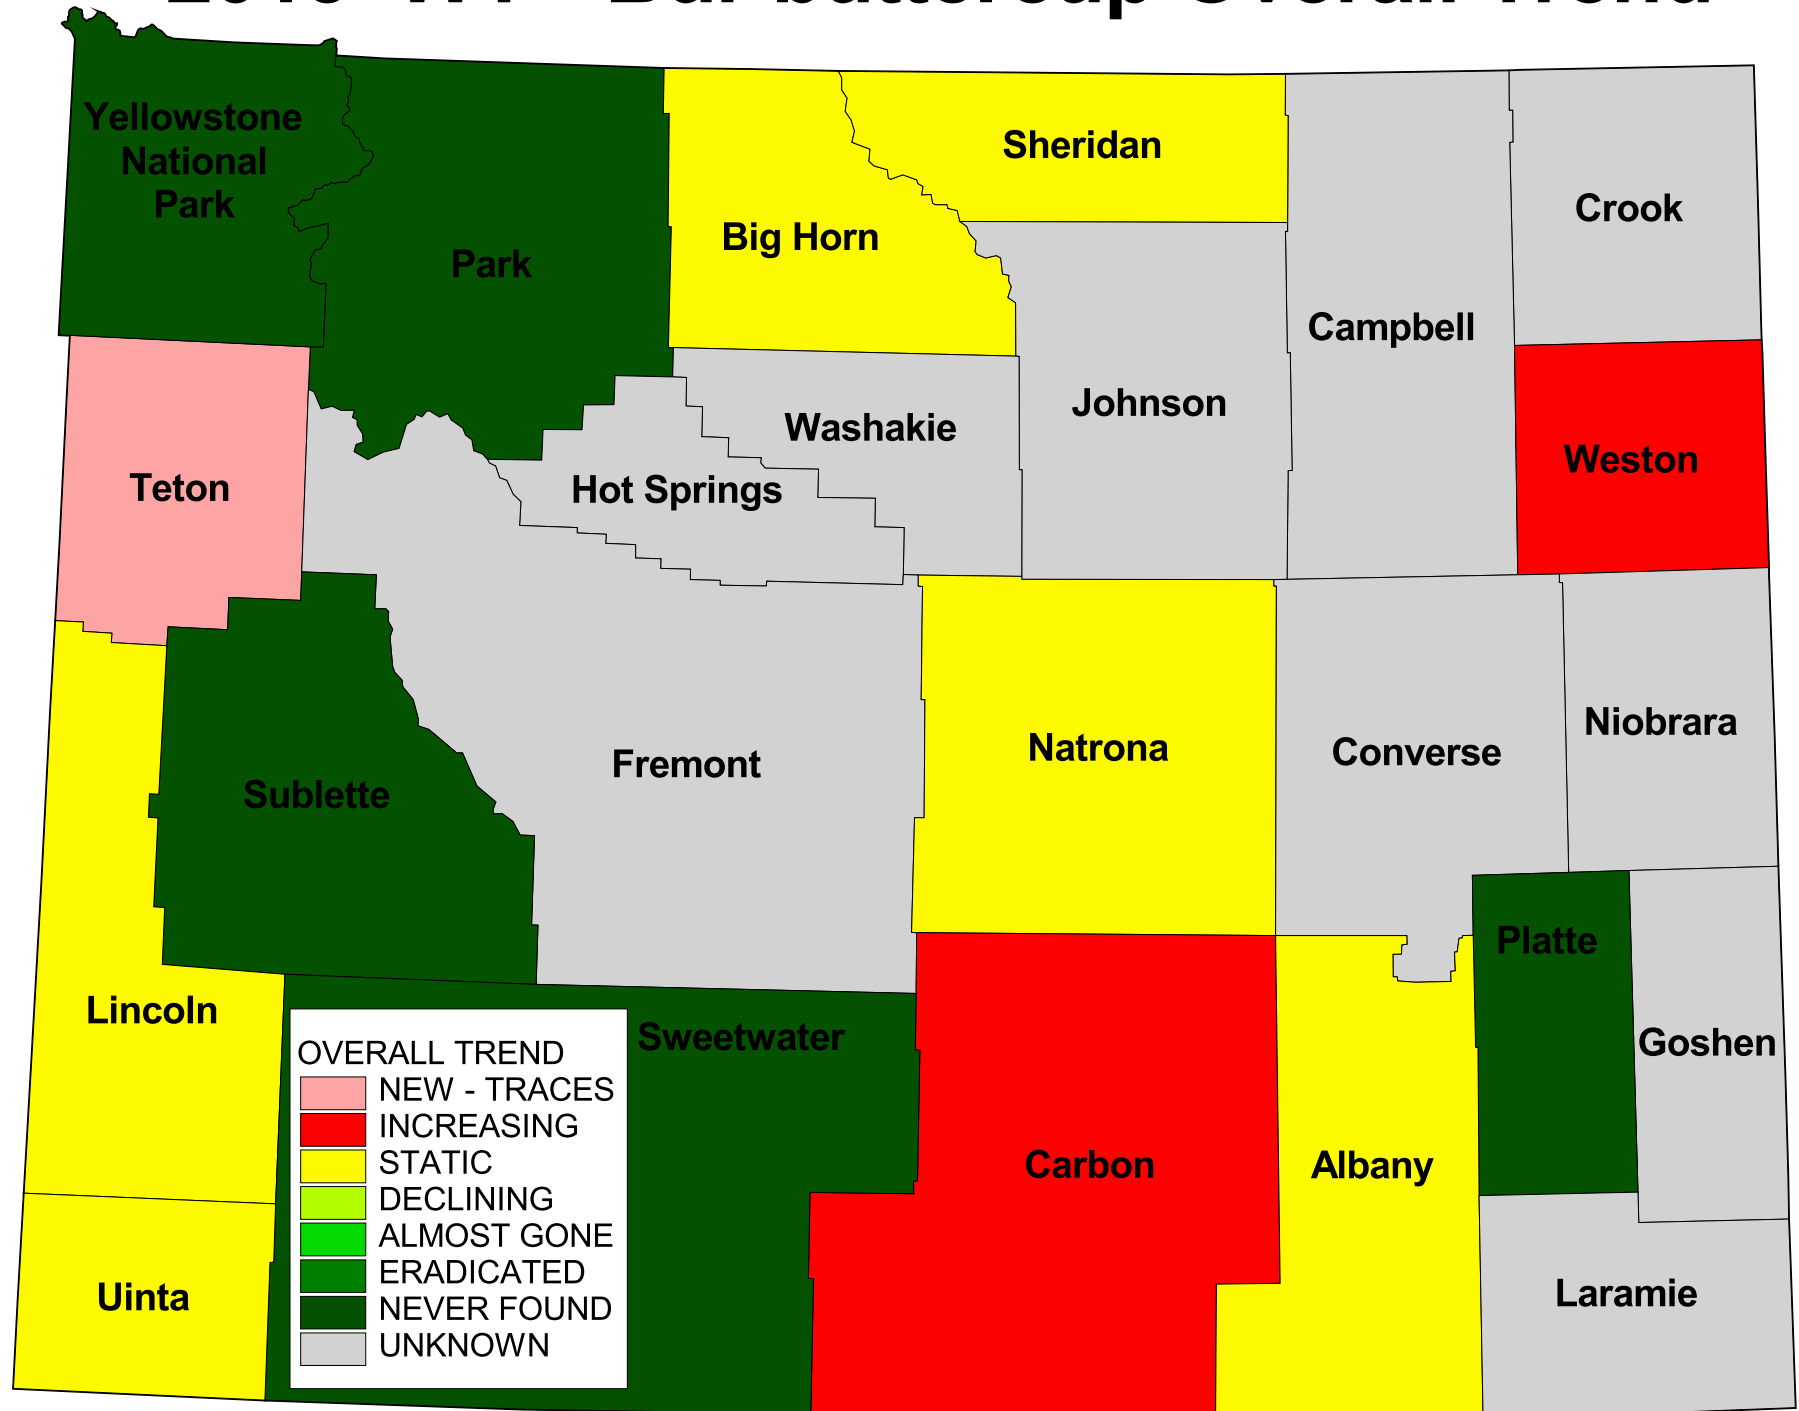 Yellowstone
National
Park
Park
Big Horn
Sheridan
Crook
Campbell
Johnson
Washakie
Hot Springs
Weston
Teton
Sublette
Fremont
Natrona
Converse
Niobrara
Platte
Goshen
Lincoln
Sweetwater
Carbon
Albany
Laramie
Uinta
OVERALL TREND
NEW - TRACES
INCREASING
STATIC
DECLINING
ALMOST GONE
ERADICATED
NEVER FOUND
UNKNOWN